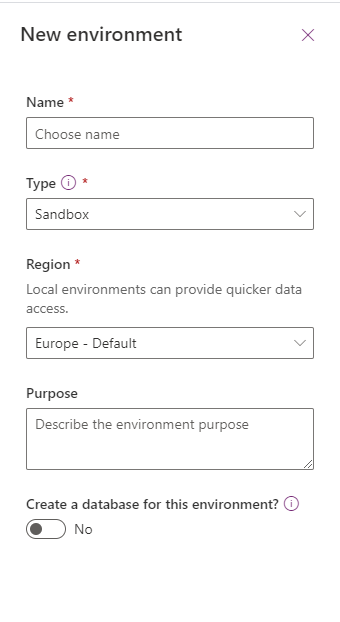 New environment
Name *
Choose name
Type *
Sandbox
Region *
Local environments can provide quicker data
access.
Europe - Default
Purpose
Describe the environment purpose
Create a database for this environment?
No